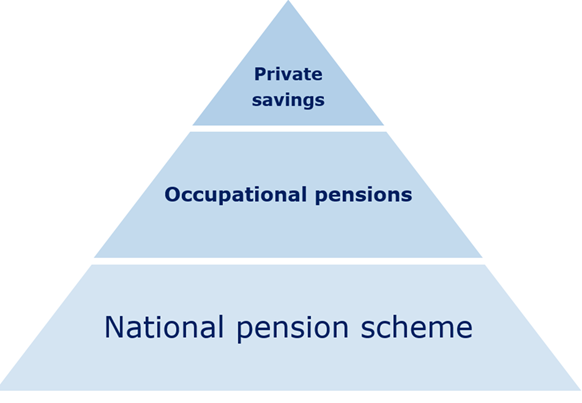 Private
savings
Occupational pensions
National pension scheme